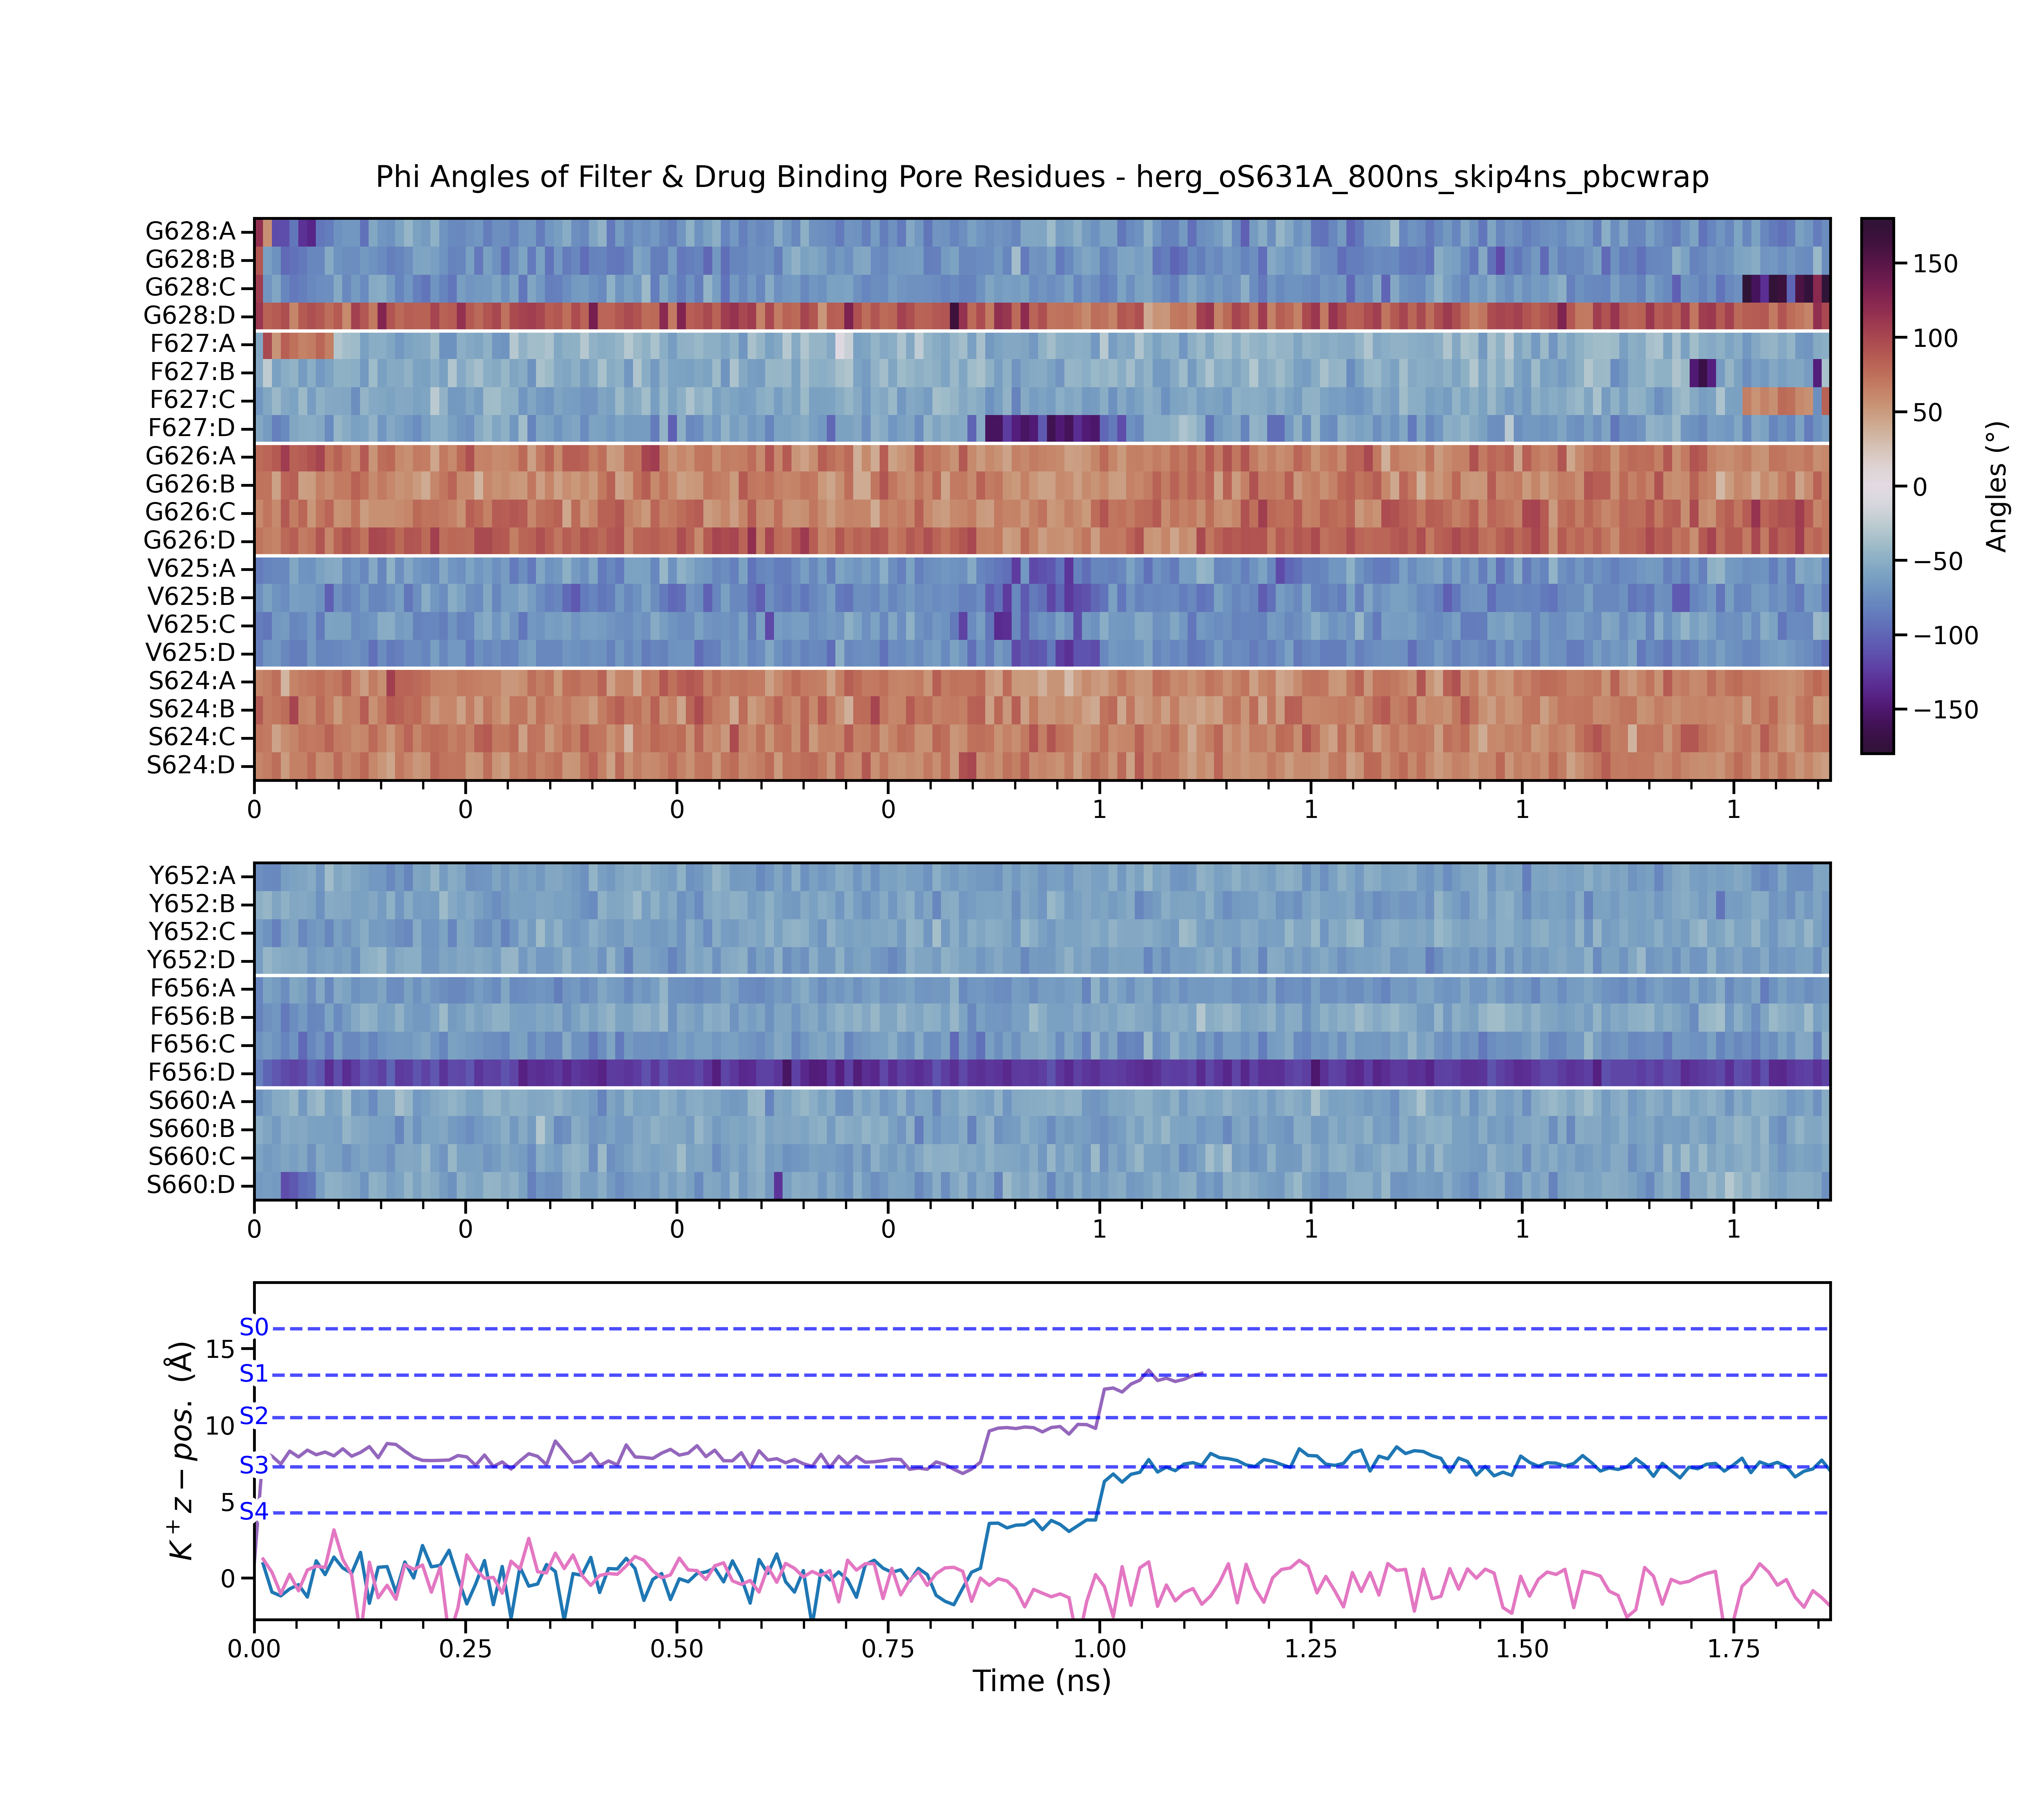 Phi Angles of Filter & Drug Binding Pore Residues - herg_oS631A_800ns_skip4ns_pbcwrap
G628:A
G628:B
G628:C
G628:D
F627:A
F627:B
F627:C
F627:D
G626:A
G626:B
G626:C
G626:D
V625:A
V625:B
V625:C
V625:D
S624:A
S624:B
S624:C
S624:D
0 0 0 0 1 1 1 1
150
100
50
0
−50
−100
−150
Angles (°)
Y652:A
Y652:B
Y652:C
Y652:D
F656:A
F656:B
F656:C
F656:D
S660:A
S660:B
S660:C
S660:D
0 0 0 0 1 1 1 1
K⁺ z − pos. (Å)
15
10
5
0
S0
S1
S2
S3
S4
0.00 0.25 0.50 0.75 1.00 1.25 1.50 1.75
Time (ns)